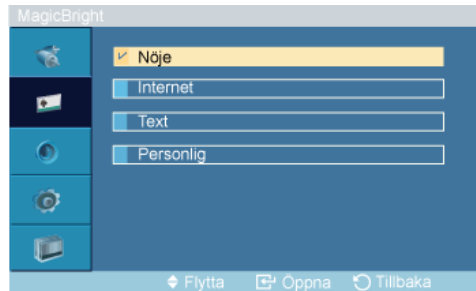 MagicBright
Nöje
Internet
Text
Personlig
Flytta Öppna Tillbaka